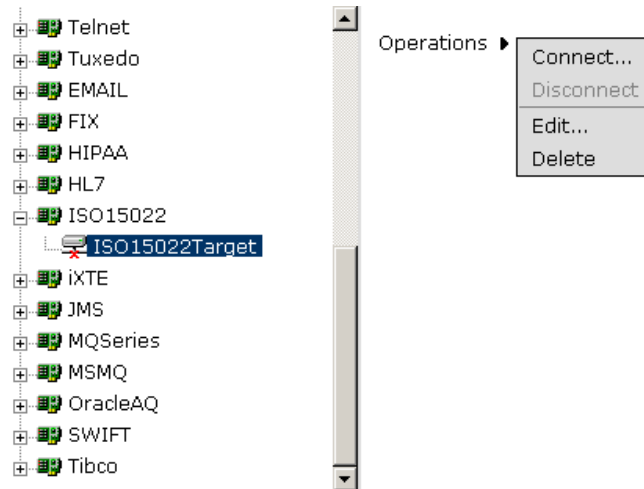 Telnet
Tuxedo
EMAIL
FIX
HIPAA
HL7
ISO15022
ISO15022Target
iXTE
JMS
MQSeries
MSMQ
OracleAQ
SWIFT
Tibco
Operations
Connect...
Disconnect
Edit...
Delete